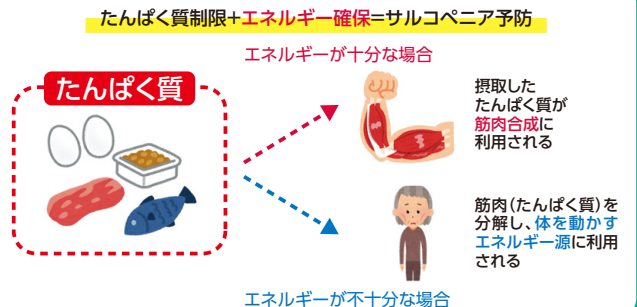 たんぱく質制限+エネルギー確保=サルコペニア予防
エネルギーが十分な場合
たんぱく質
摂取した
たんぱく質が
筋肉合成に
利用される
筋肉(たんぱく質)を
分解し、体を動かす
エネルギー源に利用
される
エネルギーが不十分な場合